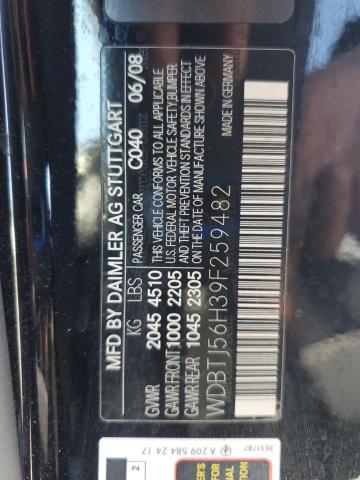 MFD BY DAIMLER AG STUTTGART
PASSENGER CAR C040 06/08
KG LBS
GVWR 2045 4510
GAWR FRONT 1000 2205
GAWR REAR 1045 2305
THIS VEHICLE CONFORMS TO ALL APPLICABLE
U.S. FEDERAL MOTOR VEHICLE SAFETY,BUMPER,
AND THEFT PREVENTION STANDARDS IN EFFECT
ON THE DATE OF MANUFACTURE SHOWN ABOVE
WDBTJ56H39F259482
MADE IN GERMANY
3531787
A 209 584 24 17
2